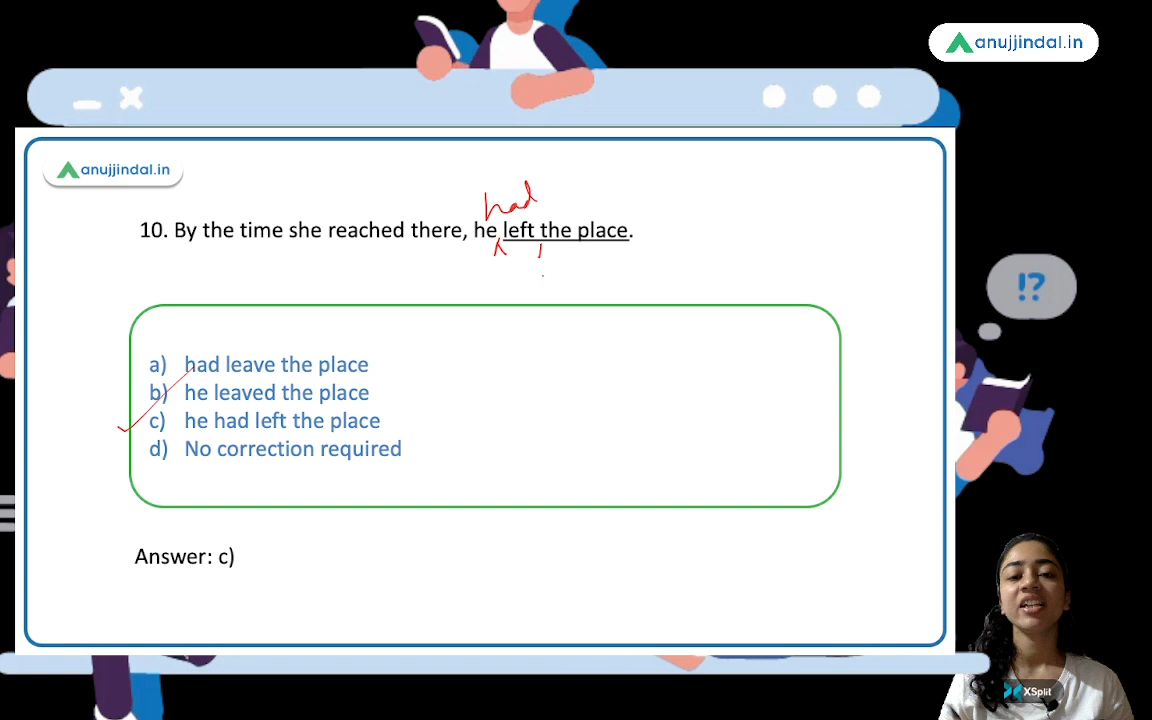 anujjindal.in
anujjindal.in
had
10. By the time she reached there, he left the place.
a) had leave the place
b) he leaved the place
c) he had left the place
d) No correction required
Answer: c)
!?
XSplit